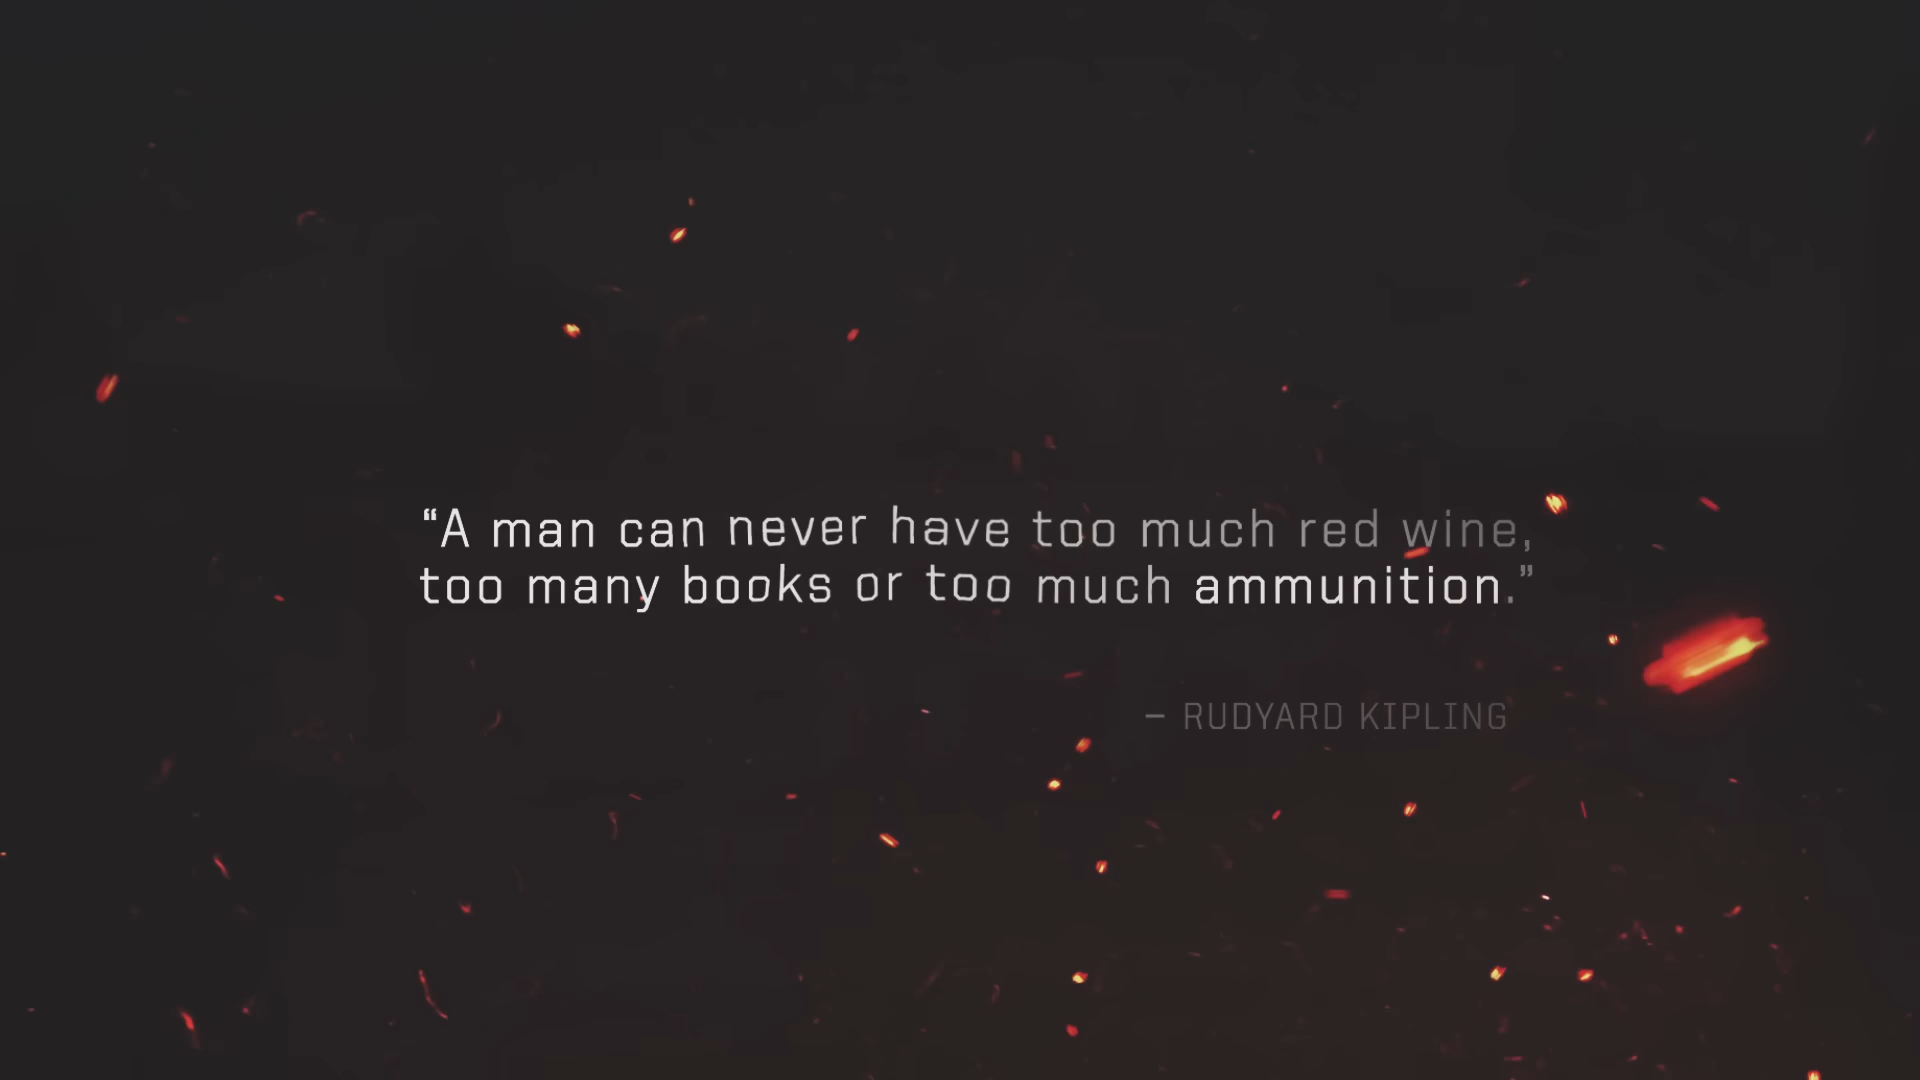 “A man can never have too much red wine,
too many books or too much ammunition.”
– RUDYARD KIPLING